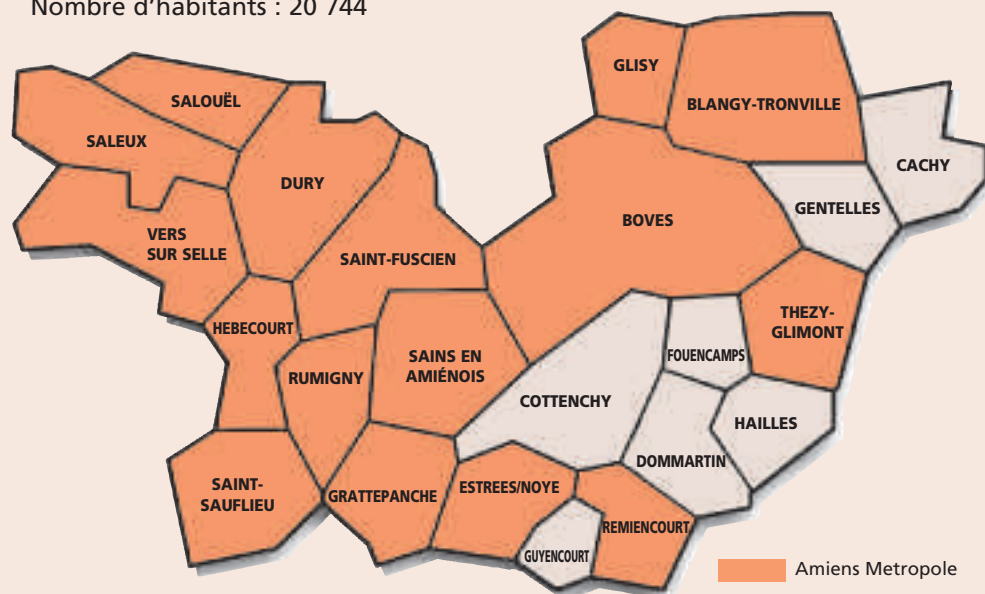 Nombre d'habitants : 20 744
GLISY
SALOUËL
BLANGY-TRONVILLE
SALEUX
CACHY
DURY
GENTELLES
BOVES
VERS
SUR SELLE
SAINT-FUSCIEN
THEZY-
GLIMONT
HEBECOURT
FOUENCAMPS
SAINS EN
AMIÉNOIS
RUMIGNY
COTTENCHY
HAILLES
DOMMARTIN
SAINT-
SAUFLIEU
ESTREES/NOYE
GRATTEPANCHE
REMIENCOURT
GUYENCOURT
Amiens Metropole